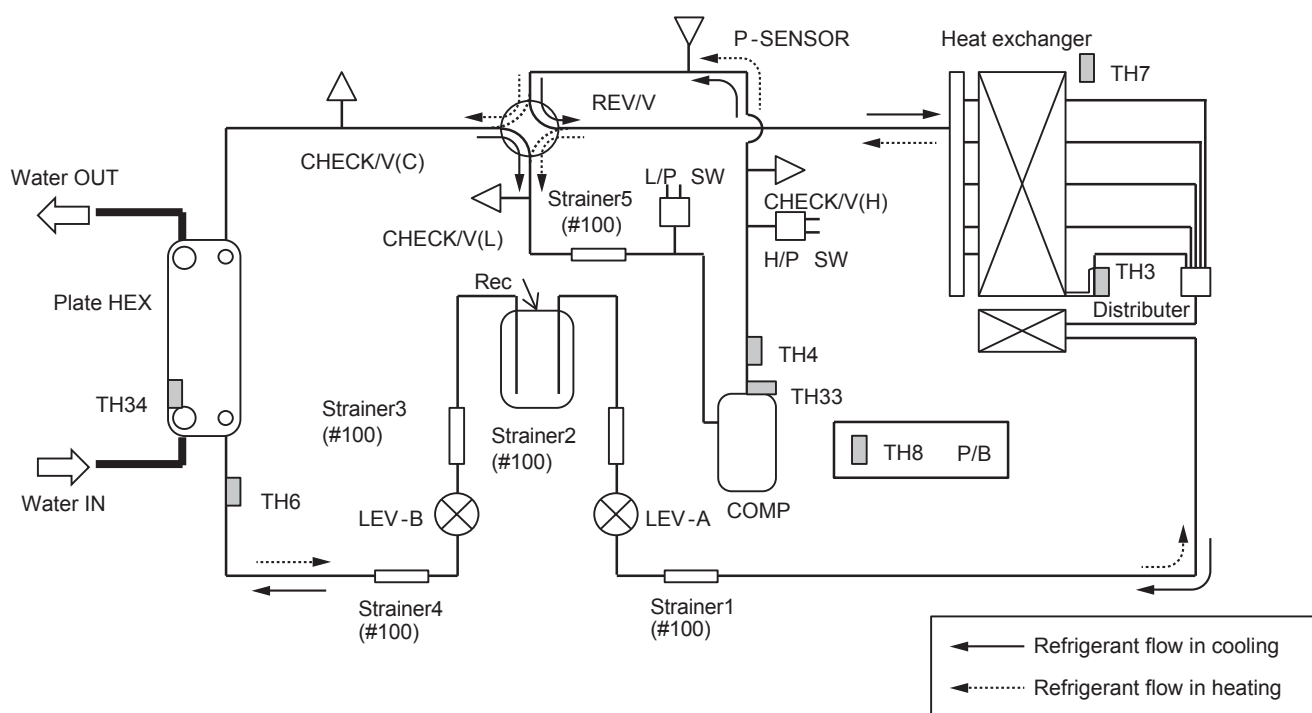 P-SENSOR
Heat exchanger
TH7
REV/V
CHECK/V(C)
Water OUT
L/P SW
Strainer5
(#100)
CHECK/V(H)
CHECK/V(L)
H/P SW
TH3
Rec
Plate HEX
Distributer
TH4
TH34
TH33
Strainer3
(#100)
Strainer2
(#100)
TH8
P/B
Water IN
TH6
LEV-B
LEV-A
COMP
Strainer4
(#100)
Strainer1
(#100)
Refrigerant flow in cooling
Refrigerant flow in heating